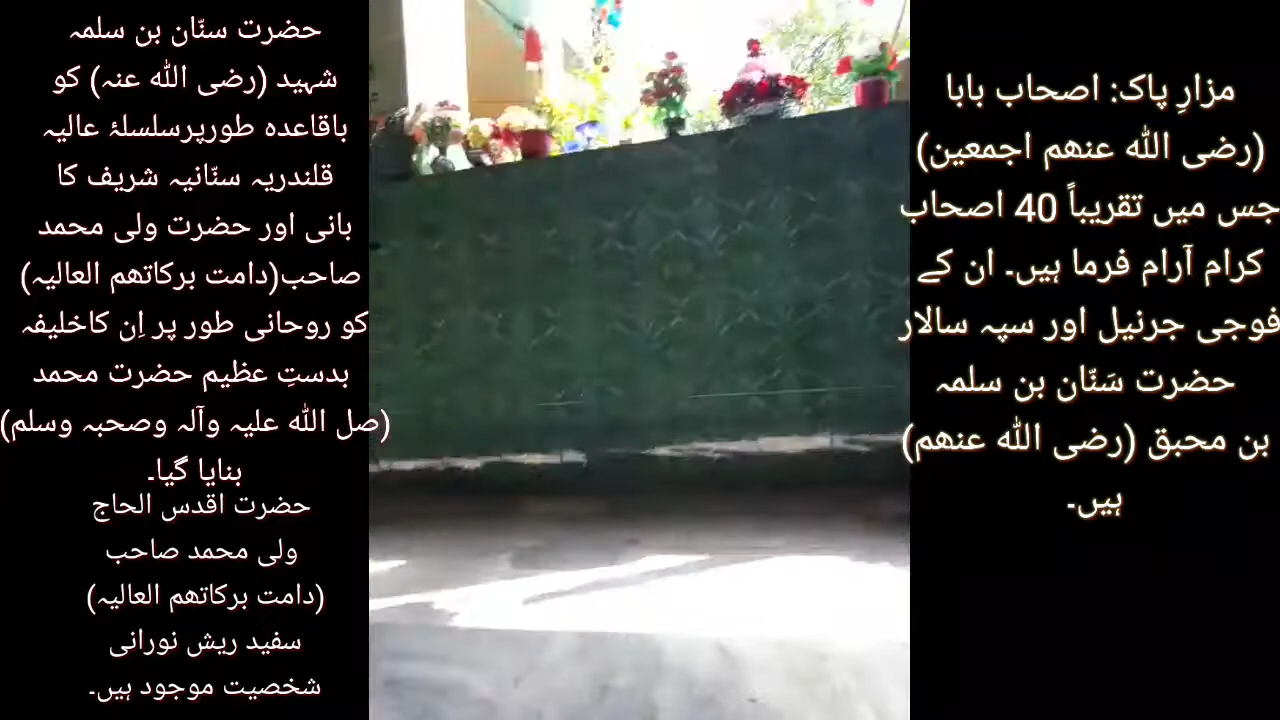 مزارِ پاک: اصحاب بابا
(رضی اللّٰہ عنھم اجمعین)
جس میں تقریباً 40 اصحاب
کرام آرام فرما ہیں۔ ان کے
فوجی جرنیل اور سپہ سالار
حضرت سَنّان بن سلمہ
بن محبق (رضی اللّٰہ عنھم)
ہیں۔
حضرت سنّان بن سلمہ
شہید (رضی اللّٰہ عنہ) کو
باقاعدہ طورپرسلسلۂ عالیہ
قلندریہ سنّانیہ شریف کا
بانی اور حضرت ولی محمد
صاحب(دامت برکاتھم العالیہ)
کو روحانی طور پر اِن کاخلیفہ
بدستِ عظیم حضرت محمد
(صل اللّٰہ علیہ وآلہ وصحبہ وسلم)
بنایا گیا۔
حضرت اقدس الحاج
ولی محمد صاحب
(دامت برکاتھم العالیہ)
سفید ریش نورانی
شخصیت موجود ہیں۔